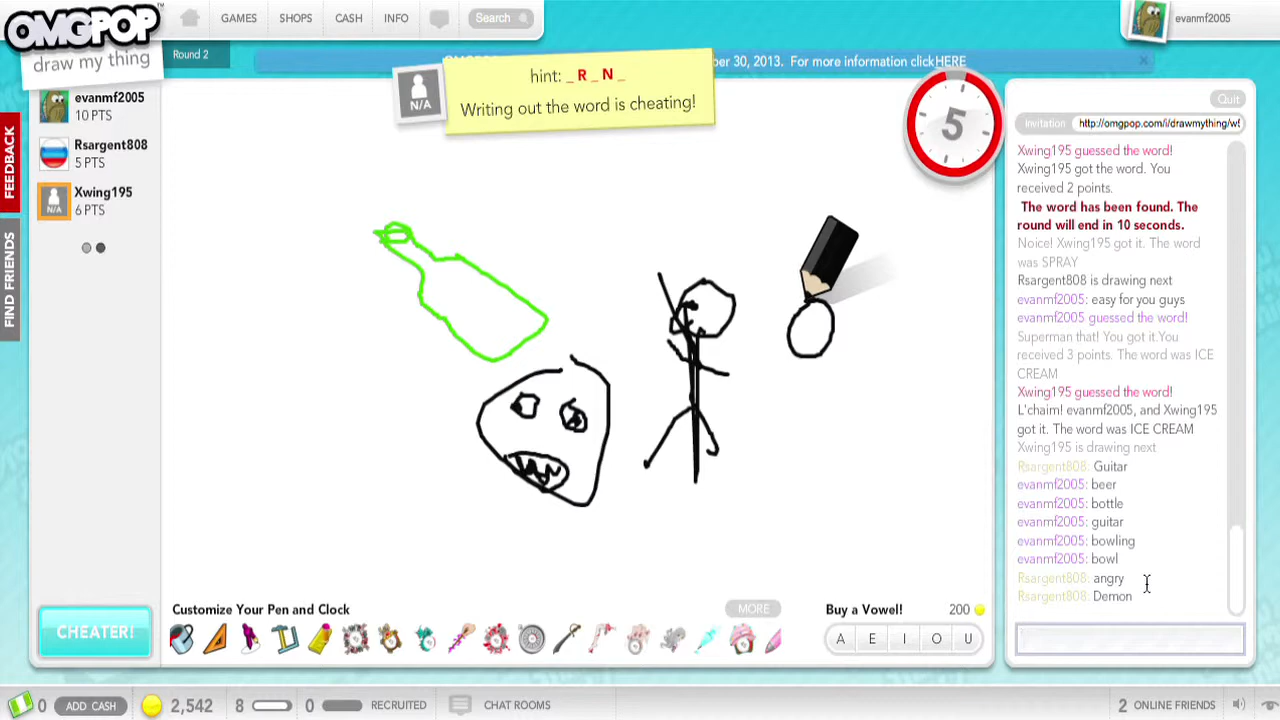 OMGPOP
™
draw my thing
GAMES
SHOPS
CASH
INFO
Search
evanmf2005
Round 2
ber 30, 2013. For more information clickHERE
hint: _ R _ N _
Writing out the word is cheating!
N/A
5
evanmf2005
10 PTS
Rsargent808
5 PTS
Xwing195
6 PTS
N/A
FEEDBACK
FIND FRIENDS
Quit
Invitation
http://omgpop.com/i/drawmything/w
Xwing195 guessed the word!
Xwing195 got the word. You
received 2 points.
The word has been found. The
round will end in 10 seconds.
Noice! Xwing195 got it. The word
was SPRAY
Rsargent808 is drawing next
evanmf2005: easy for you guys
evanmf2005 guessed the word!
Superman that! You got it.You
received 3 points. The word was ICE
CREAM
Xwing195 guessed the word!
L'chaim! evanmf2005, and Xwing195
got it. The word was ICE CREAM
Xwing195 is drawing next
Rsargent808: Guitar
evanmf2005: beer
evanmf2005: bottle
evanmf2005: guitar
evanmf2005: bowling
evanmf2005: bowl
Rsargent808: angry
Rsargent808: Demon
CHEATER!
Customize Your Pen and Clock
MORE
Buy a Vowel!
200
A E I O U
0
ADD CASH
2,542
8
0
RECRUITED
CHAT ROOMS
2 ONLINE FRIENDS